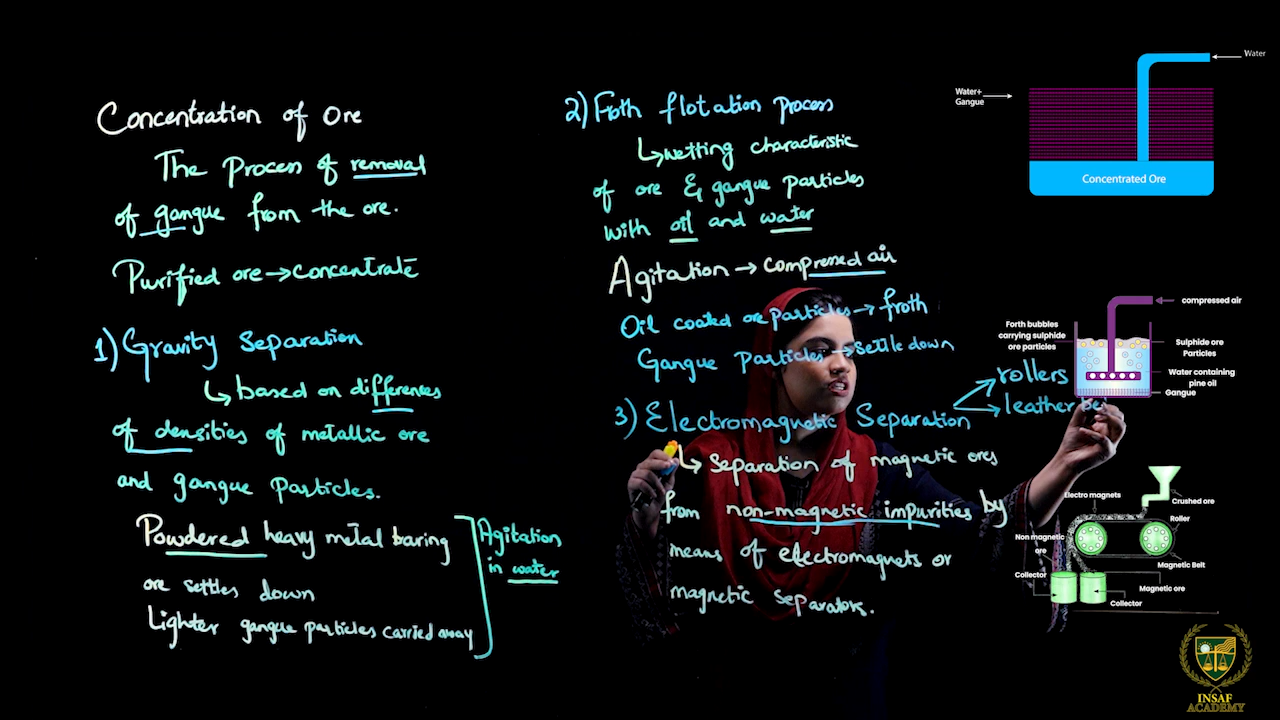 Concentration of Ore
The Process of removal
of gangue from the ore.
Purified ore → concentrate
1) Gravity Separation
↳ based on differences
of densities of metallic ore
and gangue particles.
Powdered heavy metal baring
ore settles down
Lighter gangue particles carried away
Agitation
in water
2) Froth flotation process
↳ wetting characteristic
of ore & gangue particles
with oil and water
Agitation → compressed air
Oil coated ore particles → froth
Gangue Particles → settle down
3) Electromagnetic Separation
→ rollers
→ leather be
↳ Separation of magnetic ores
from non-magnetic impurities by
means of electromagnets or
magnetic separators.
Water
Water+
Gangue
Concentrated Ore
compressed air
Forth bubbles
carrying sulphide
ore particles
Sulphide ore
Particles
Water containing
pine oil
Gangue
Electro magnets
Crushed ore
Roller
Non magnetic
ore
Magnetic Belt
Collector
Magnetic ore
Collector
INSAF
ACADEMY